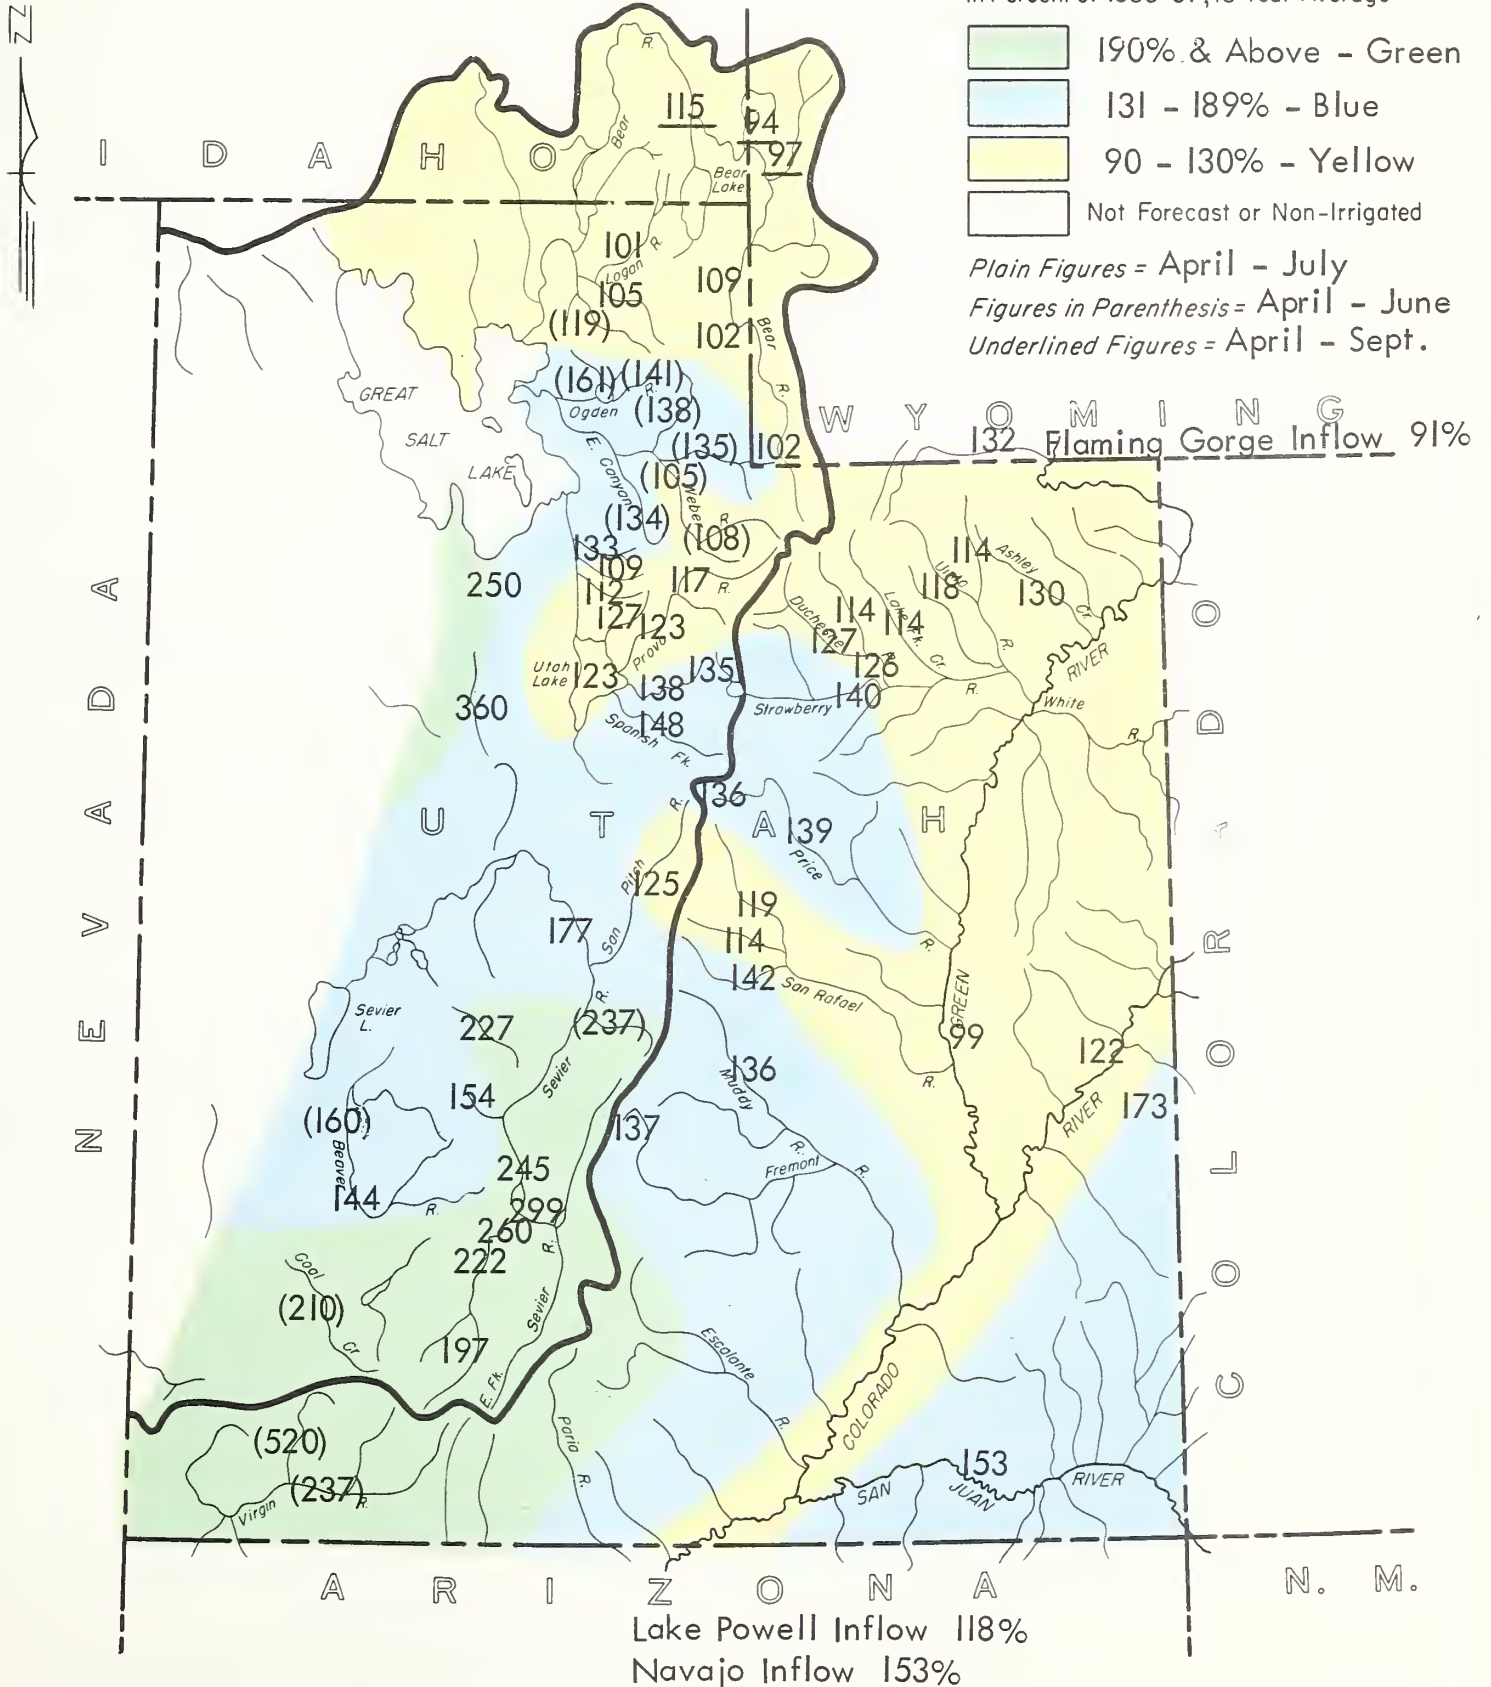 190% & Above - Green
131 - 189% - Blue
90 - 130% - Yellow
Not Forecast or Non-Irrigated
Plain Figures = April - July
Figures in Parenthesis = April - June
Underlined Figures = April - Sept.
I D A H O
R.
Bear
115
94
97
Bear Lake
101
Logan R.
105
109
(119)
102
Bear R.
GREAT
SALT
LAKE
(161) (141)
R.
Ogden
(138)
(135)
102
W Y O M I N G
132 Flaming Gorge Inflow 91%
E. Canyon
(105)
Weber
R.
(134)
(108)
133
109
112
127
117
R.
123
Provo
250
114
Ashley Cr.
118
Uinta
R.
130
Lake Fk. Cr.
114
114
Duchesne
R.
127
126
Utah Lake
123
135
138
140
Strowberry
R.
RIVER
White
R.
360
148
Spanish Fk.
N E V A D A
C O L O R A D O
136
U T A H
139
Price
R.
R.
San Pitch
125
119
114
177
142
San Rafael
R.
Sevier L.
227
(237)
R.
Sevier
GREEN
99
122
136
Muddy
R.
173
RIVER
154
(160)
Beaver
137
Fremont
R.
245
144
R.
299
260
222
R.
Coal Cr
(210)
Sevier
197
E. Fk.
Escalante
R.
COLORADO
(520)
Paria R.
(237)
Virgin
R.
153
SAN JUAN RIVER
A R I Z O N A
N. M.
Lake Powell Inflow 118%
Navajo Inflow 153%